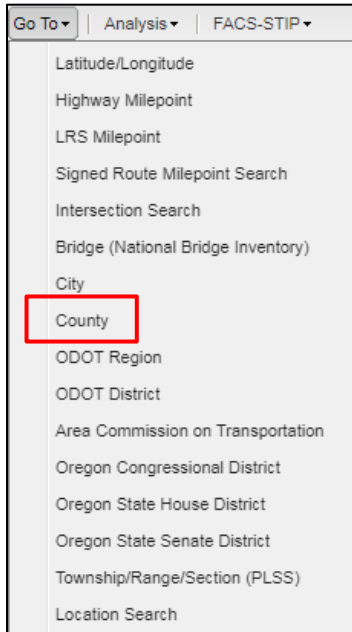 Go To ▾ | Analysis ▾ | FACS-STIP ▾
Latitude/Longitude
Highway Milepoint
LRS Milepoint
Signed Route Milepoint Search
Intersection Search
Bridge (National Bridge Inventory)
City
County
ODOT Region
ODOT District
Area Commission on Transportation
Oregon Congressional District
Oregon State House District
Oregon State Senate District
Township/Range/Section (PLSS)
Location Search